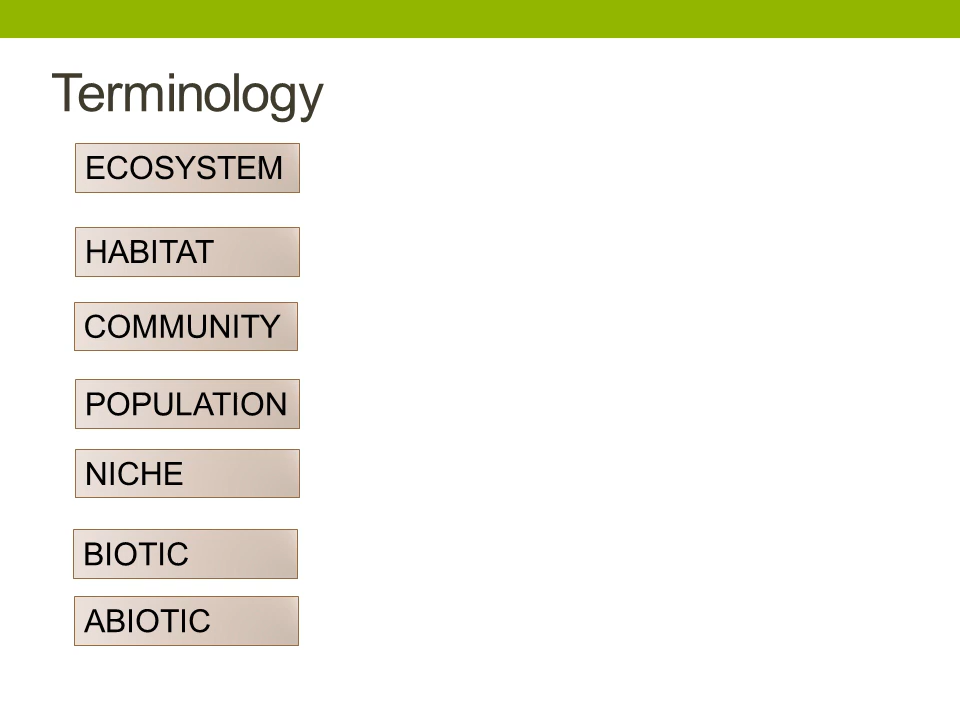 Terminology
ECOSYSTEM
HABITAT
COMMUNITY
POPULATION
NICHE
BIOTIC
ABIOTIC